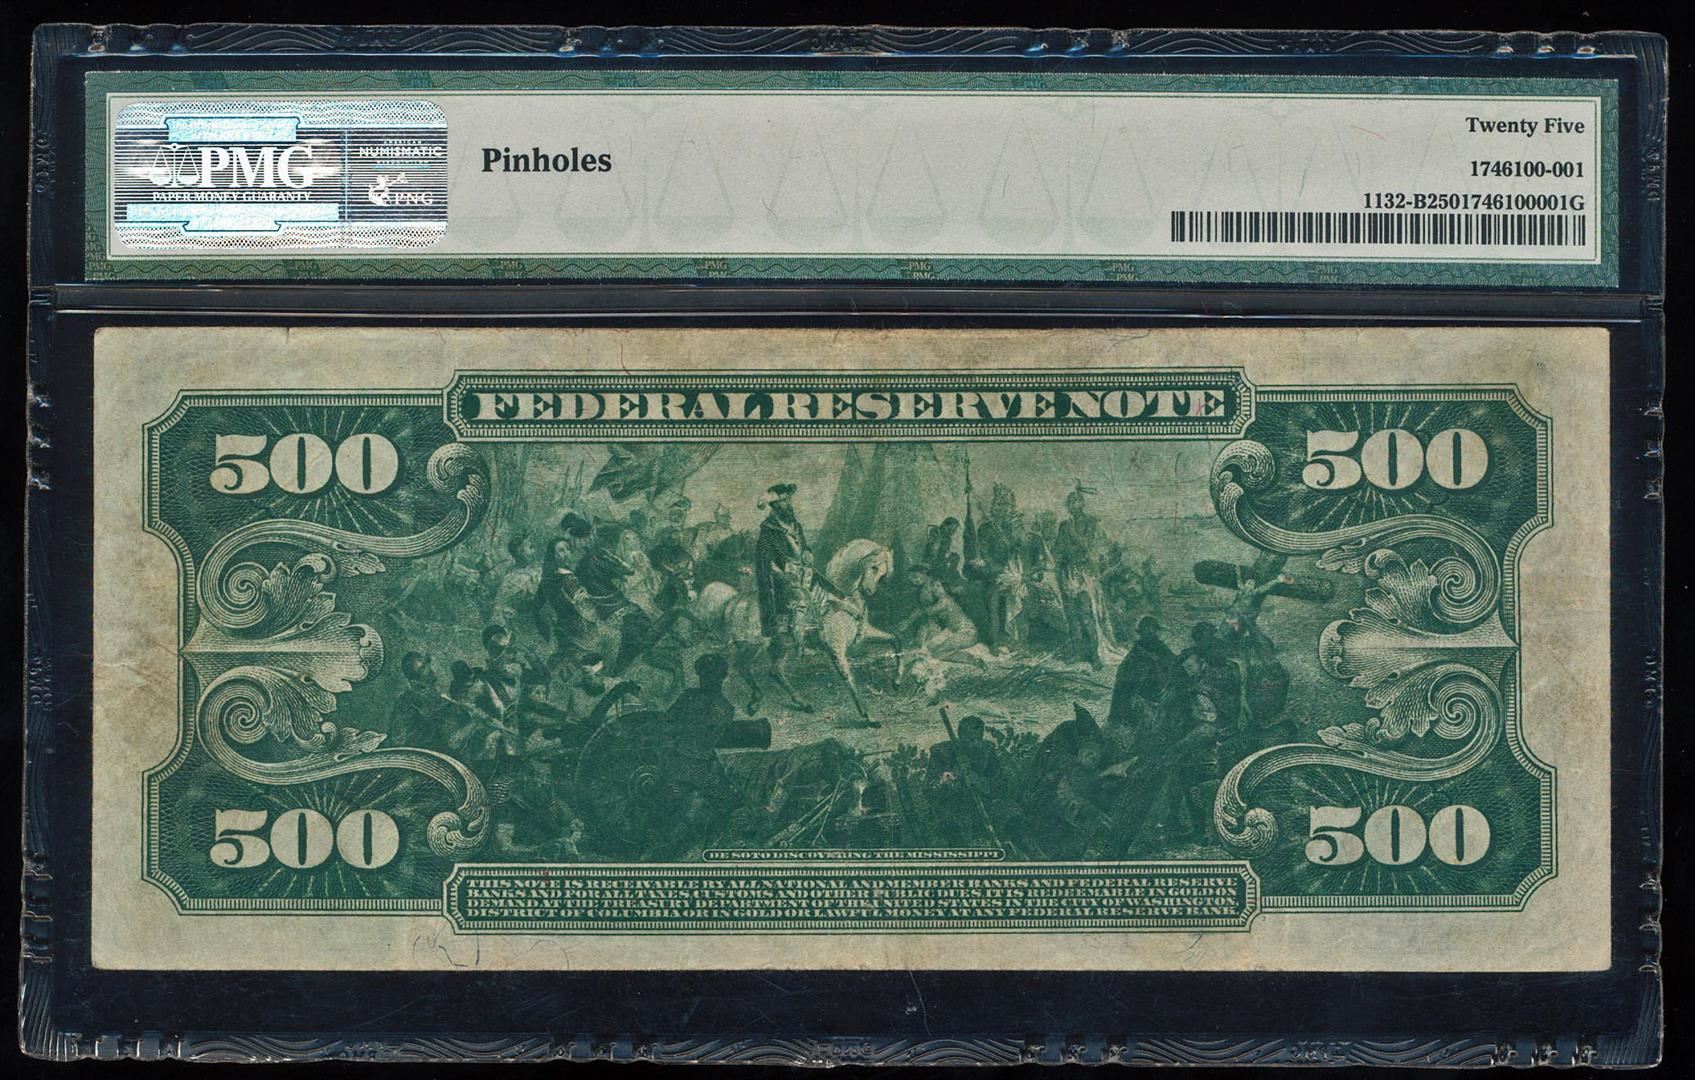 PMG
PAPER MONEY GUARANTY
AMERICAN
NUMISMATIC
ASSOCIATION
PNG
Pinholes
Twenty Five
1746100-001
1132-B2501746100001G
FEDERAL RESERVE NOTE
500
500
500
500
DE SOTO DISCOVERING THE MISSISSIPPI
THIS NOTE IS RECEIVABLE BY ALL NATIONAL AND MEMBER BANKS AND FEDERAL RESERVE
BANKS AND FOR ALL TAXES, CUSTOMS AND OTHER PUBLIC DUES. IT IS REDEEMABLE IN GOLD ON
DEMAND AT THE TREASURY DEPARTMENT OF THE UNITED STATES IN THE CITY OF WASHINGTON,
DISTRICT OF COLUMBIA OR IN GOLD OR LAWFUL MONEY AT ANY FEDERAL RESERVE BANK.